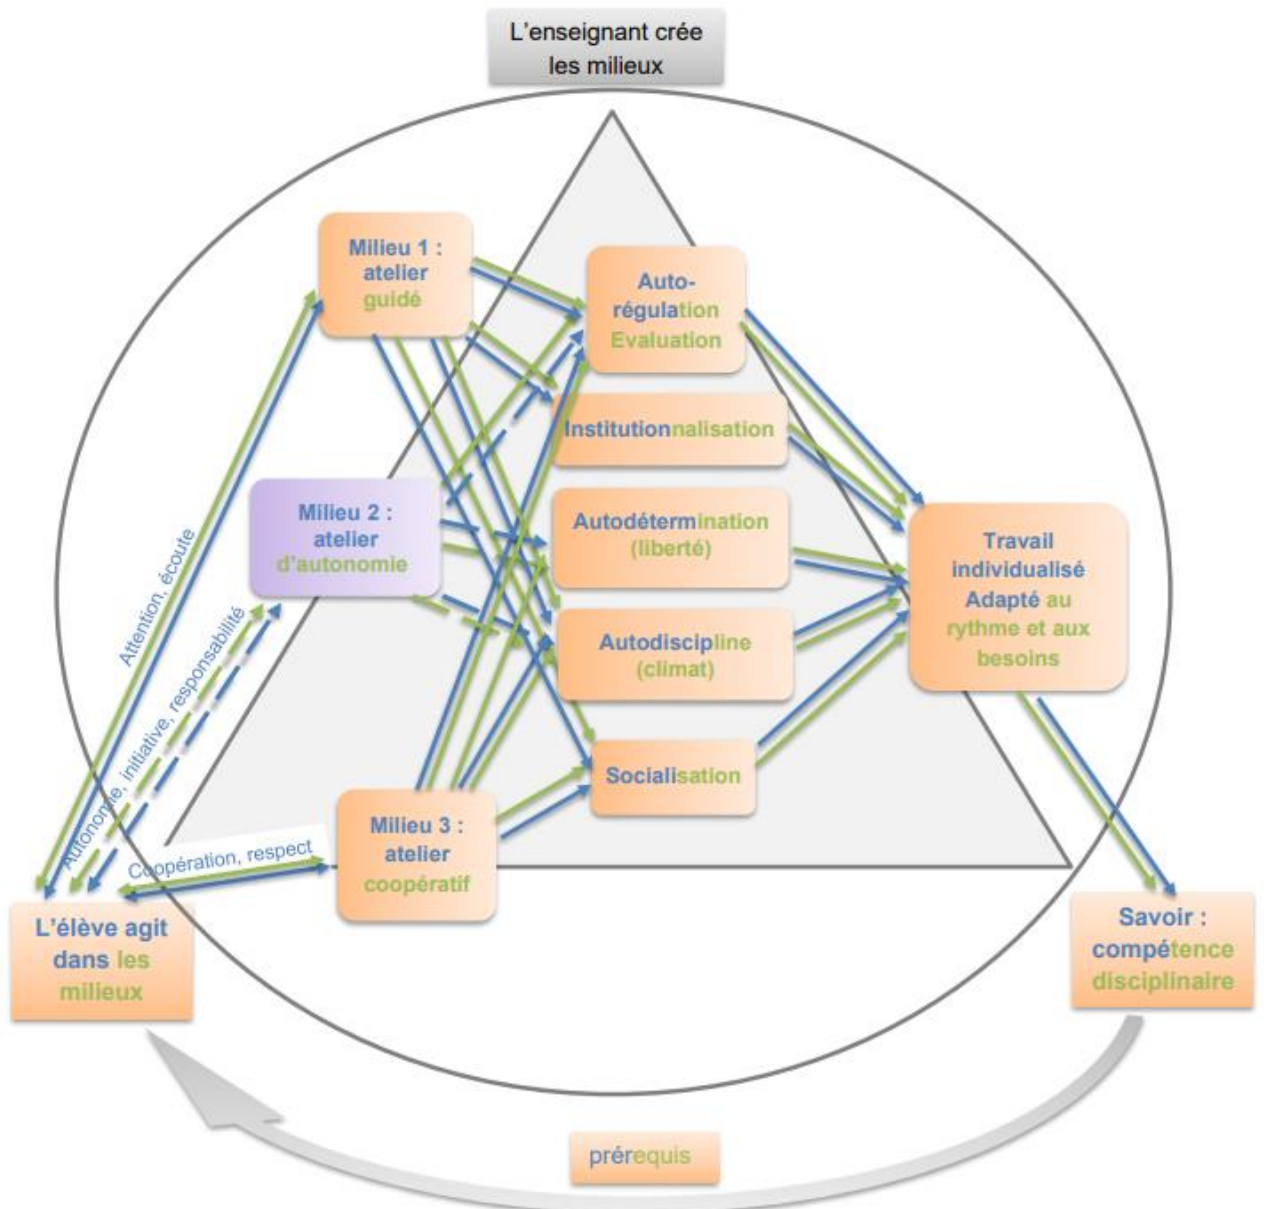 L'enseignant crée
les milieux
Milieu 1 :
atelier
guidé
Auto-
régulation
Evaluation
Institutionnalisation
Milieu 2 :
atelier
d'autonomie
Autodétermination
(liberté)
Travail
individualisé
Adapté au
rythme et aux
besoins
Attention, écoute
Autonomie, initiative, responsabilité
Autodiscipline
(climat)
Socialisation
Milieu 3 :
atelier
coopératif
Coopération, respect
L'élève agit
dans les
milieux
Savoir :
compétence
disciplinaire
prérequis